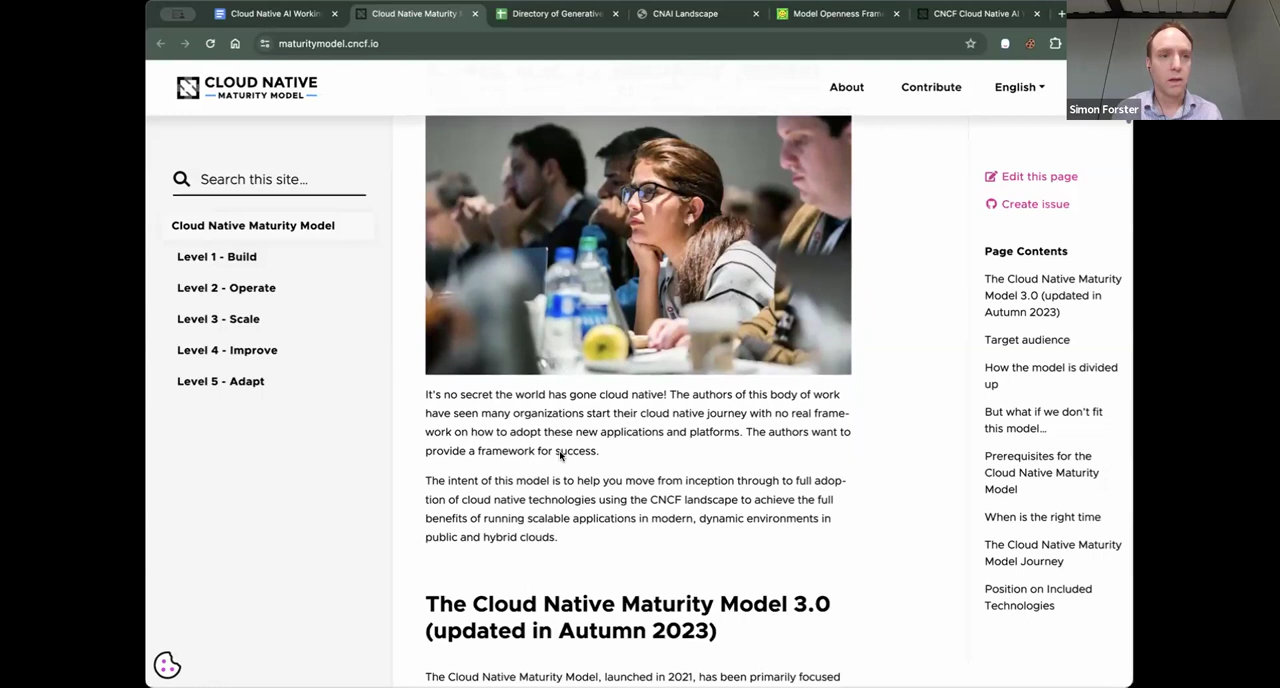 Cloud Native AI Workin
Cloud Native Maturity M
Directory of Generative
CNAI Landscape
Model Openness Fram
CNCF Cloud Native AI
maturitymodel.cncf.io
Simon Forster
CLOUD NATIVE
MATURITY MODEL
About
Contribute
English
Search this site…
Cloud Native Maturity Model
Level 1 - Build
Level 2 - Operate
Level 3 - Scale
Level 4 - Improve
Level 5 - Adapt
It's no secret the world has gone cloud native! The authors of this body of work
have seen many organizations start their cloud native journey with no real frame-
work on how to adopt these new applications and platforms. The authors want to
provide a framework for success.
The intent of this model is to help you move from inception through to full adop-
tion of cloud native technologies using the CNCF landscape to achieve the full
benefits of running scalable applications in modern, dynamic environments in
public and hybrid clouds.
The Cloud Native Maturity Model 3.0
(updated in Autumn 2023)
The Cloud Native Maturity Model, launched in 2021, has been primarily focused
Edit this page
Create issue
Page Contents
The Cloud Native Maturity
Model 3.0 (updated in
Autumn 2023)
Target audience
How the model is divided
up
But what if we don't fit
this model…
Prerequisites for the
Cloud Native Maturity
Model
When is the right time
The Cloud Native Maturity
Model Journey
Position on Included
Technologies